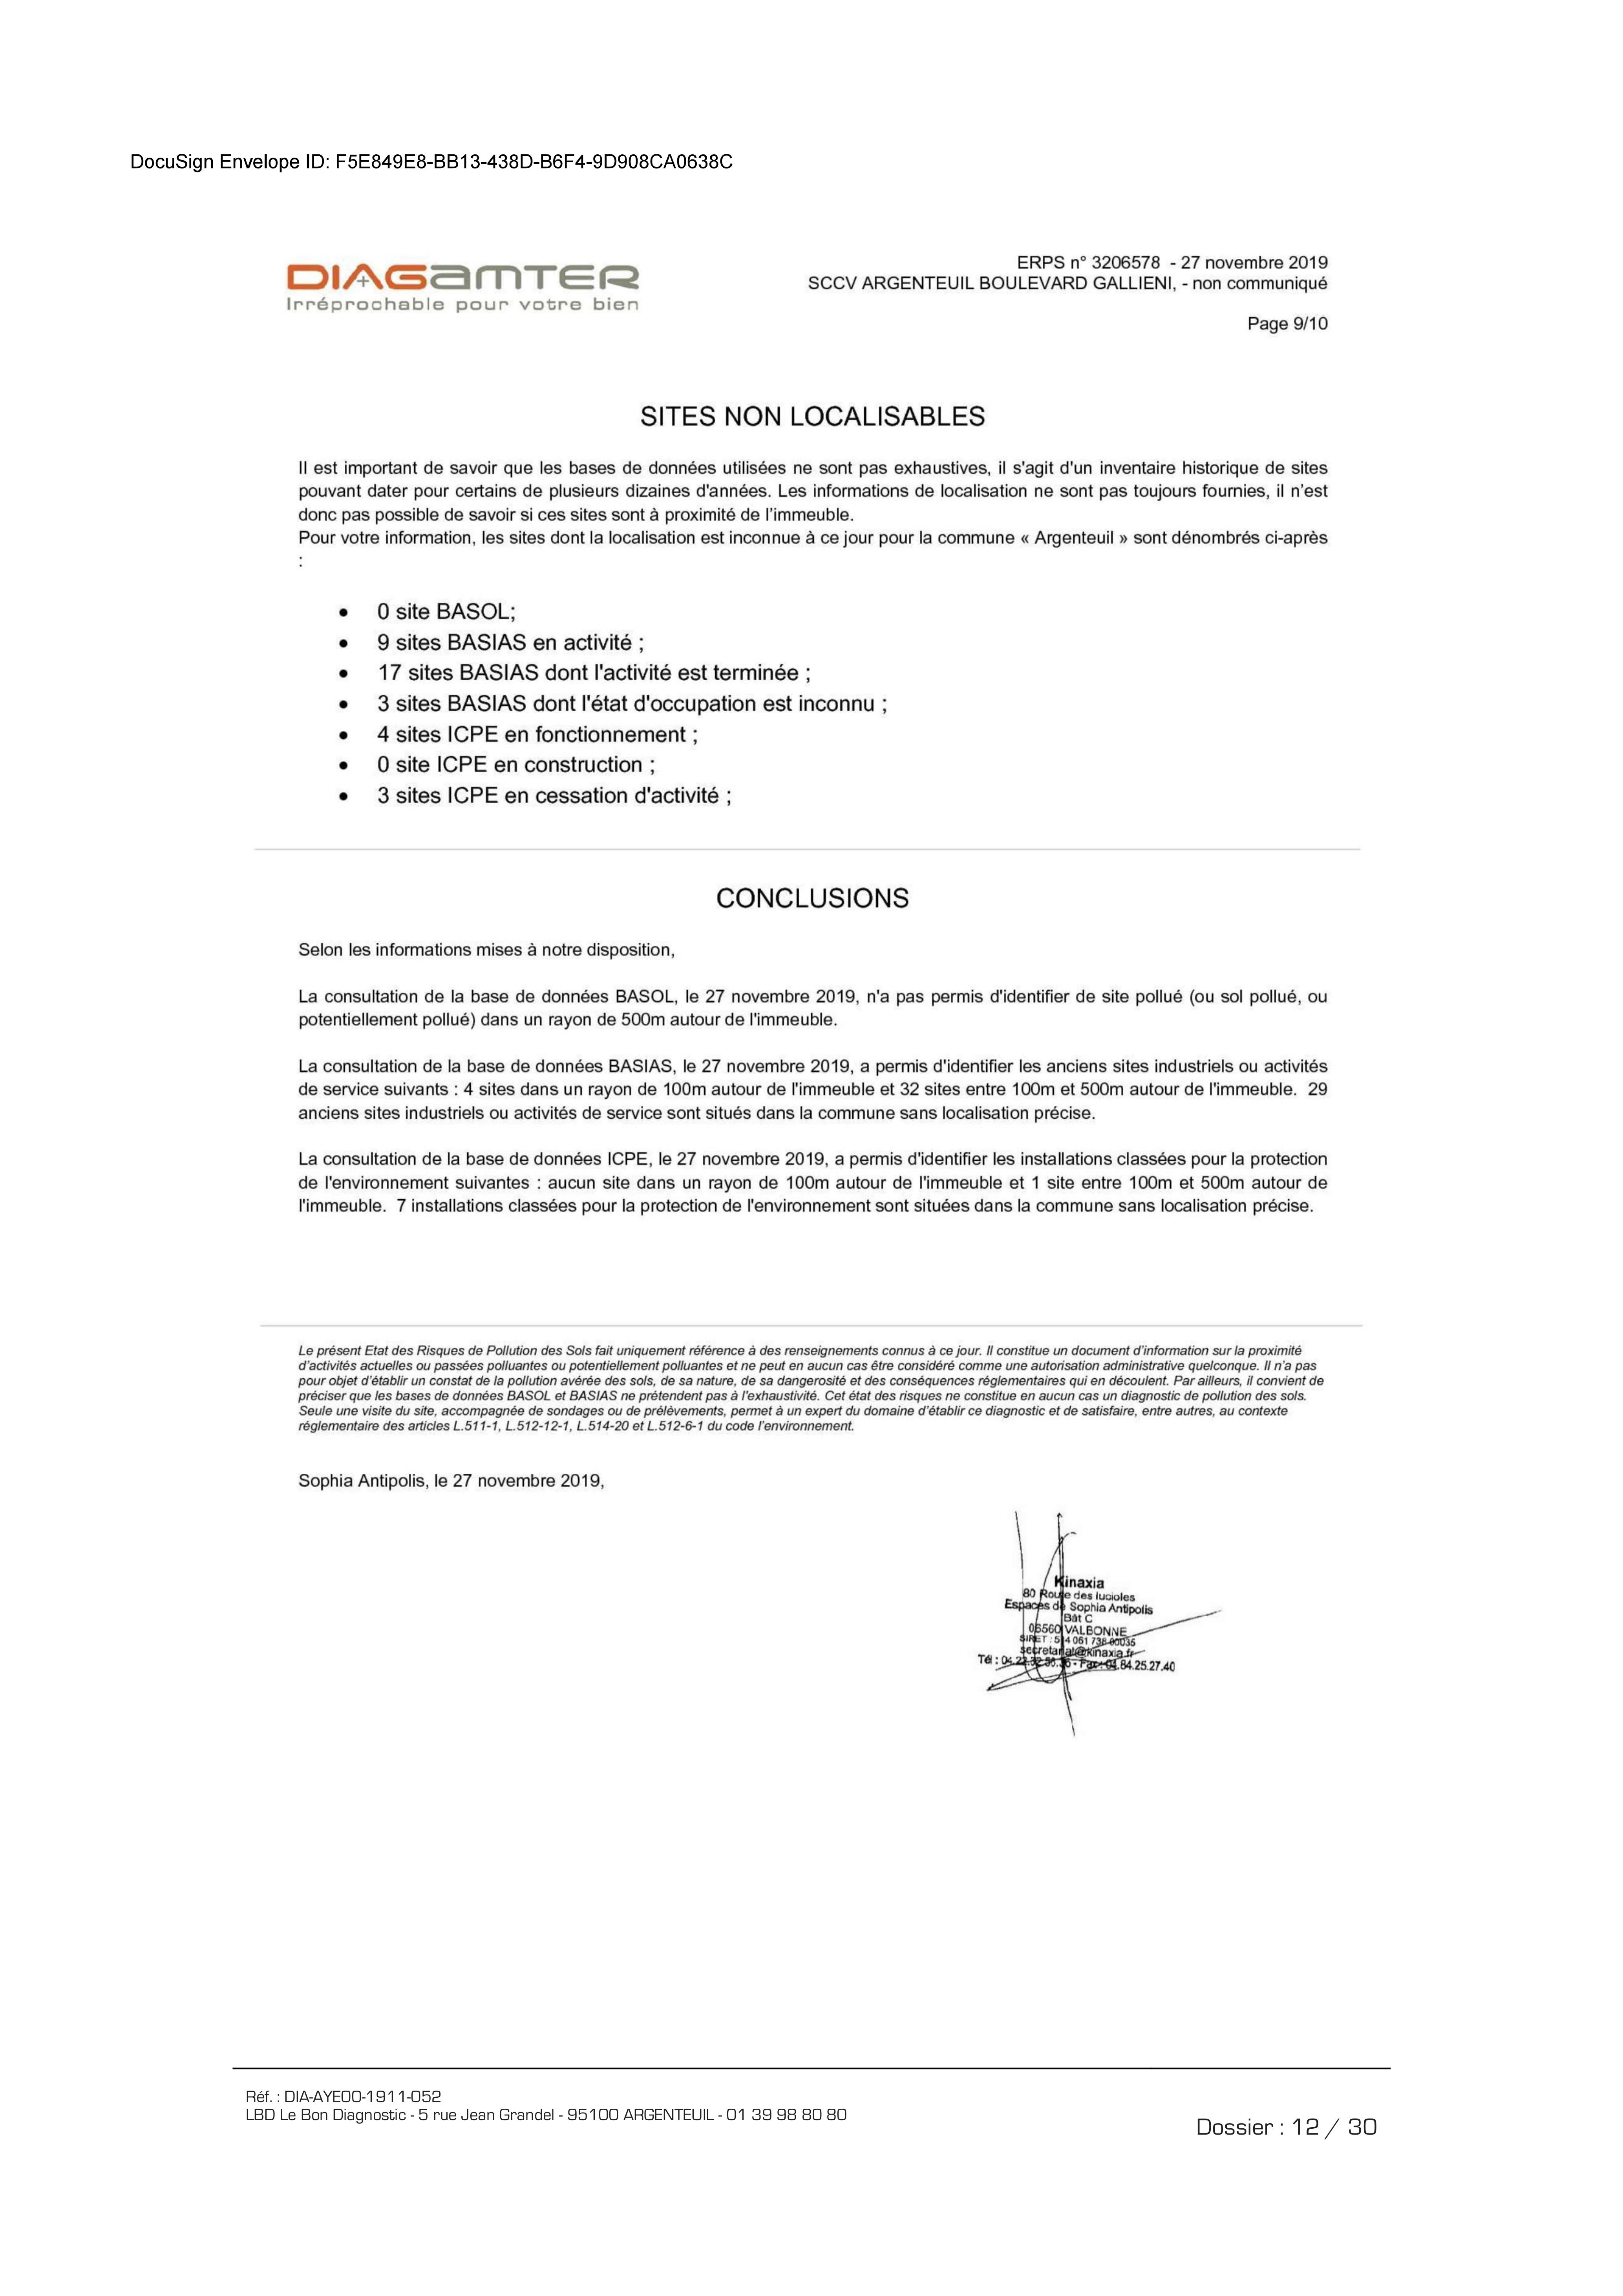 DocuSign Envelope ID: F5E849E8-BB13-438D-B6F4-9D908CA0638C
DIAGAMTER
Irréprochable pour votre bien
ERPS n° 3206578 - 27 novembre 2019
SCCV ARGENTEUIL BOULEVARD GALLIENI, - non communiqué
Page 9/10
SITES NON LOCALISABLES
Il est important de savoir que les bases de données utilisées ne sont pas exhaustives, il s'agit d'un inventaire historique de sites
pouvant dater pour certains de plusieurs dizaines d'années. Les informations de localisation ne sont pas toujours fournies, il n'est
donc pas possible de savoir si ces sites sont à proximité de l'immeuble.
Pour votre information, les sites dont la localisation est inconnue à ce jour pour la commune « Argenteuil » sont dénombrés ci-après
:
• 0 site BASOL;
• 9 sites BASIAS en activité ;
• 17 sites BASIAS dont l'activité est terminée ;
• 3 sites BASIAS dont l'état d'occupation est inconnu ;
• 4 sites ICPE en fonctionnement ;
• 0 site ICPE en construction ;
• 3 sites ICPE en cessation d'activité ;
CONCLUSIONS
Selon les informations mises à notre disposition,
La consultation de la base de données BASOL, le 27 novembre 2019, n'a pas permis d'identifier de site pollué (ou sol pollué, ou
potentiellement pollué) dans un rayon de 500m autour de l'immeuble.
La consultation de la base de données BASIAS, le 27 novembre 2019, a permis d'identifier les anciens sites industriels ou activités
de service suivants : 4 sites dans un rayon de 100m autour de l'immeuble et 32 sites entre 100m et 500m autour de l'immeuble. 29
anciens sites industriels ou activités de service sont situés dans la commune sans localisation précise.
La consultation de la base de données ICPE, le 27 novembre 2019, a permis d'identifier les installations classées pour la protection
de l'environnement suivantes : aucun site dans un rayon de 100m autour de l'immeuble et 1 site entre 100m et 500m autour de
l'immeuble. 7 installations classées pour la protection de l'environnement sont situées dans la commune sans localisation précise.
Le présent Etat des Risques de Pollution des Sols fait uniquement référence à des renseignements connus à ce jour. Il constitue un document d'information sur la proximité
d'activités actuelles ou passées polluantes ou potentiellement polluantes et ne peut en aucun cas être considéré comme une autorisation administrative quelconque. Il n'a pas
pour objet d'établir un constat de la pollution avérée des sols, de sa nature, de sa dangerosité et des conséquences réglementaires qui en découlent. Par ailleurs, il convient de
préciser que les bases de données BASOL et BASIAS ne prétendent pas à l'exhaustivité. Cet état des risques ne constitue en aucun cas un diagnostic de pollution des sols.
Seule une visite du site, accompagnée de sondages ou de prélèvements, permet à un expert du domaine d'établir ce diagnostic et de satisfaire, entre autres, au contexte
réglementaire des articles L.511-1, L.512-12-1, L.514-20 et L.512-6-1 du code l'environnement.
Sophia Antipolis, le 27 novembre 2019,
Kinaxia
80 Route des lucioles
Espaces de Sophia Antipolis
Bât C
06560 VALBONNE
SIRET : 514 061 738 00035
secretariat@kinaxia.fr
Tél : Fax : 04.84.25.27.40
Réf. : DIA-AYE00-1911-052
LBD Le Bon Diagnostic - 5 rue Jean Grandel - 95100 ARGENTEUIL - 01 39 98 80 80
Dossier : 12 / 30